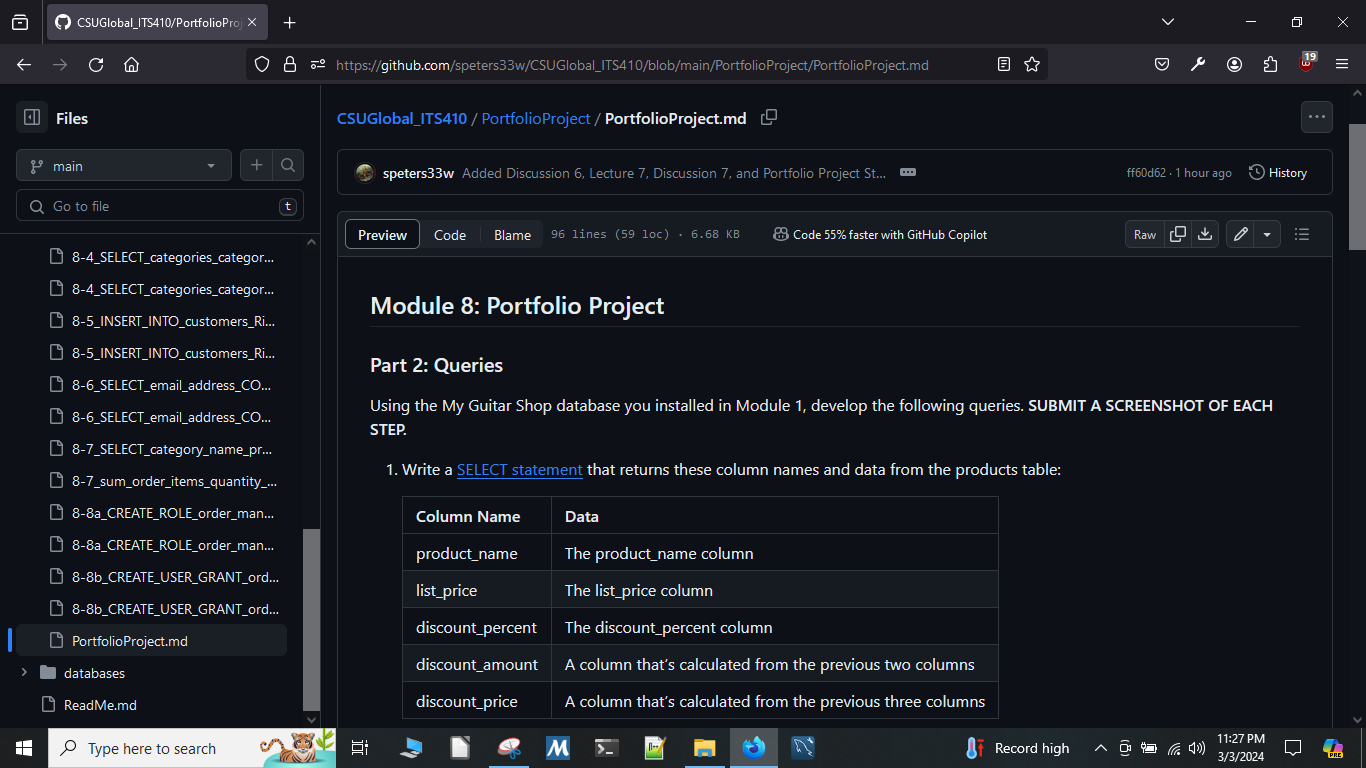 CSUGlobal_ITS410/PortfolioProj
https://github.com/speters33w/CSUGlobal_ITS410/blob/main/PortfolioProject/PortfolioProject.md
19
Files
main
Go to file
t
8-4_SELECT_categories_categor...
8-4_SELECT_categories_categor...
8-5_INSERT_INTO_customers_Ri...
8-5_INSERT_INTO_customers_Ri...
8-6_SELECT_email_address_CO...
8-6_SELECT_email_address_CO...
8-7_SELECT_category_name_pr...
8-7_sum_order_items_quantity_...
8-8a_CREATE_ROLE_order_man...
8-8a_CREATE_ROLE_order_man...
8-8b_CREATE_USER_GRANT_ord...
8-8b_CREATE_USER_GRANT_ord...
PortfolioProject.md
databases
ReadMe.md
CSUGlobal_ITS410 / PortfolioProject / PortfolioProject.md
speters33w Added Discussion 6, Lecture 7, Discussion 7, and Portfolio Project St... ff60d62 · 1 hour ago History
Preview Code Blame 96 lines (59 loc) · 6.68 KB Code 55% faster with GitHub Copilot Raw
Module 8: Portfolio Project
Part 2: Queries
Using the My Guitar Shop database you installed in Module 1, develop the following queries. SUBMIT A SCREENSHOT OF EACH
STEP.
1. Write a SELECT statement that returns these column names and data from the products table:
Column Name Data
product_name The product_name column
list_price The list_price column
discount_percent The discount_percent column
discount_amount A column that's calculated from the previous two columns
discount_price A column that's calculated from the previous three columns
Type here to search
Record high
11:27 PM
3/3/2024
PRE